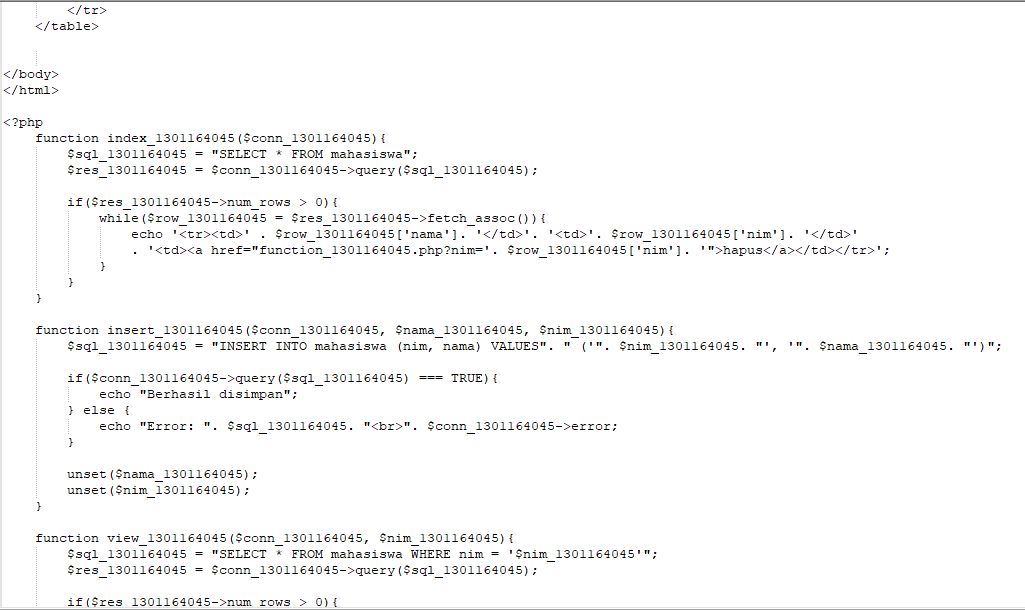 </tr>
</table>
</body>
</html>
<?php
function index_1301164045($conn_1301164045){
$sql_1301164045 = "SELECT * FROM mahasiswa";
$res_1301164045 = $conn_1301164045->query($sql_1301164045);
if($res_1301164045->num_rows > 0){
while($row_1301164045 = $res_1301164045->fetch_assoc()){
echo '<tr><td>' . $row_1301164045['nama']. '</td>'. '<td>'. $row_1301164045['nim']. '</td>'
. '<td><a href="function_1301164045.php?nim='. $row_1301164045['nim']. '">hapus</a></td></tr>';
}
}
}
function insert_1301164045($conn_1301164045, $nama_1301164045, $nim_1301164045){
$sql_1301164045 = "INSERT INTO mahasiswa (nim, nama) VALUES". " ('". $nim_1301164045. "', '". $nama_1301164045. "')";
if($conn_1301164045->query($sql_1301164045) === TRUE){
echo "Berhasil disimpan";
} else {
echo "Error: ". $sql_1301164045. "<br>". $conn_1301164045->error;
}
unset($nama_1301164045);
unset($nim_1301164045);
}
function view_1301164045($conn_1301164045, $nim_1301164045){
$sql_1301164045 = "SELECT * FROM mahasiswa WHERE nim = '$nim_1301164045'";
$res_1301164045 = $conn_1301164045->query($sql_1301164045);
if($res_1301164045->num_rows > 0){